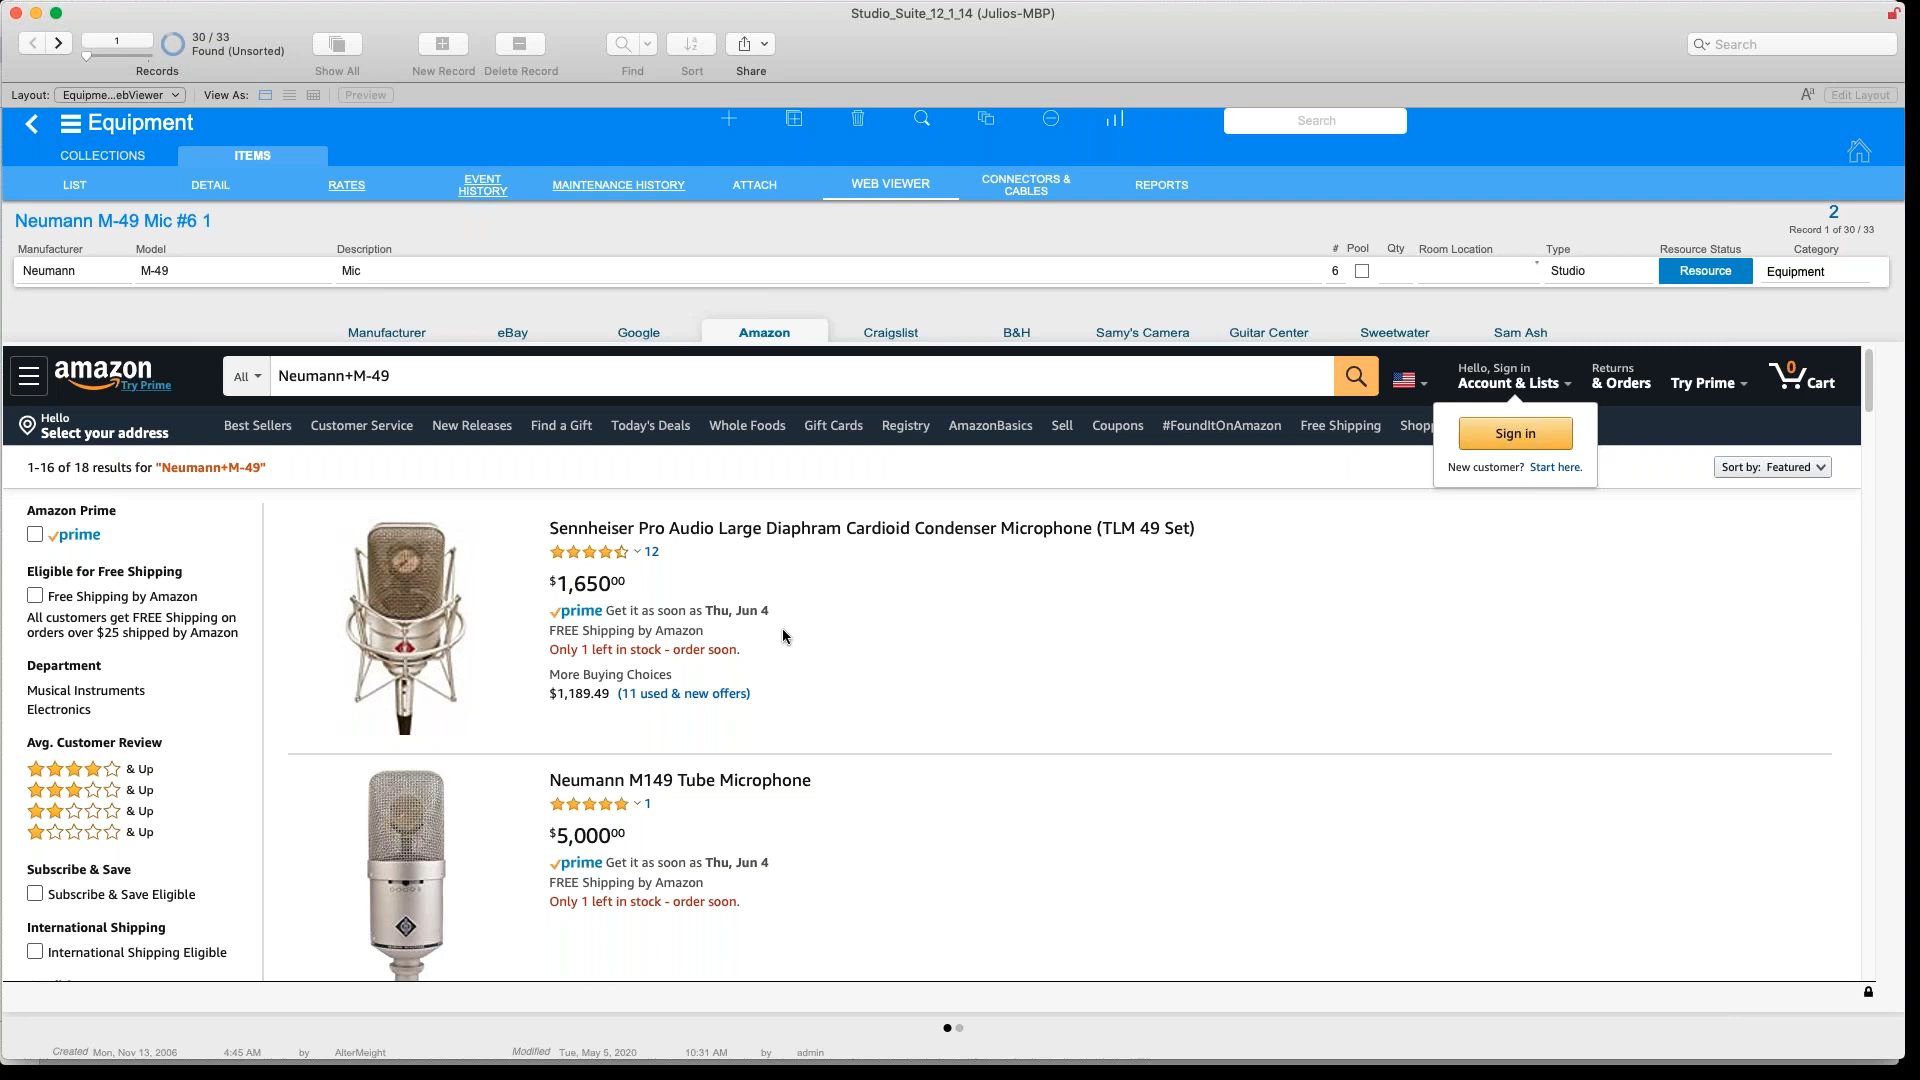 Studio_Suite_12_1_14 (Julios-MBP)
1
30 / 33
Found (Unsorted)
Records
Show All
New Record
Delete Record
Find
Sort
Share
Search
Layout: Equipme...ebViewer
View As:
Preview
Aa
Edit Layout
Equipment
Search
COLLECTIONS
ITEMS
LIST
DETAIL
RATES
EVENT
HISTORY
MAINTENANCE HISTORY
ATTACH
WEB VIEWER
CONNECTORS &
CABLES
REPORTS
Neumann M-49 Mic #6 1
2
Record 1 of 30 / 33
Manufacturer Model Description # Pool Qty Room Location Type Resource Status Category
Neumann M-49 Mic 6 Studio Resource Equipment
Manufacturer eBay Google Amazon Craigslist B&H Samy's Camera Guitar Center Sweetwater Sam Ash
amazon
Try Prime
All
Neumann+M-49
Hello, Sign in
Account & Lists
Returns
& Orders
Try Prime
0
Cart
Hello
Select your address
Best Sellers Customer Service New Releases Find a Gift Today's Deals Whole Foods Gift Cards Registry AmazonBasics Sell Coupons #FoundItOnAmazon Free Shipping Shopp
Sign in
New customer? Start here.
1-16 of 18 results for "Neumann+M-49"
Sort by: Featured
Amazon Prime
prime
Eligible for Free Shipping
Free Shipping by Amazon
All customers get FREE Shipping on
orders over $25 shipped by Amazon
Department
Musical Instruments
Electronics
Avg. Customer Review
& Up
& Up
& Up
& Up
Subscribe & Save
Subscribe & Save Eligible
International Shipping
International Shipping Eligible
Sennheiser Pro Audio Large Diaphram Cardioid Condenser Microphone (TLM 49 Set)
12
$1,65000
prime Get it as soon as Thu, Jun 4
FREE Shipping by Amazon
Only 1 left in stock - order soon.
More Buying Choices
$1,189.49 (11 used & new offers)
Neumann M149 Tube Microphone
1
$5,00000
prime Get it as soon as Thu, Jun 4
FREE Shipping by Amazon
Only 1 left in stock - order soon.
Created Mon, Nov 13, 2006 4:45 AM by AlterMeight
Modified Tue, May 5, 2020 10:31 AM by admin